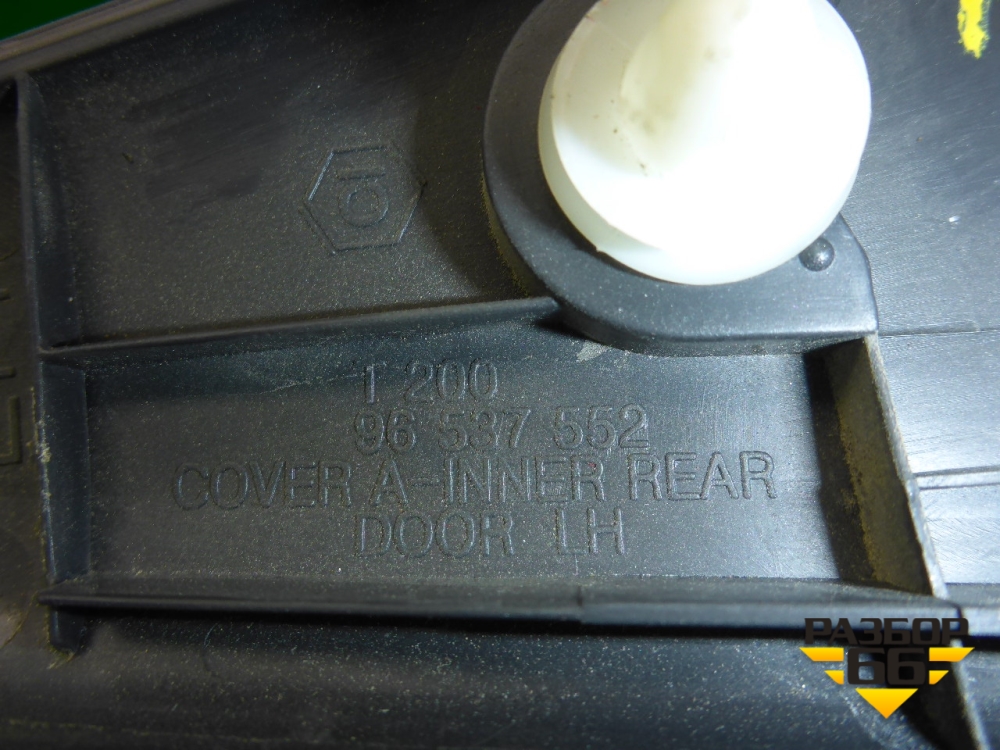 T 200
96 537 552
COVER A-INNER REAR
DOOR LH
РАЗБОР
66